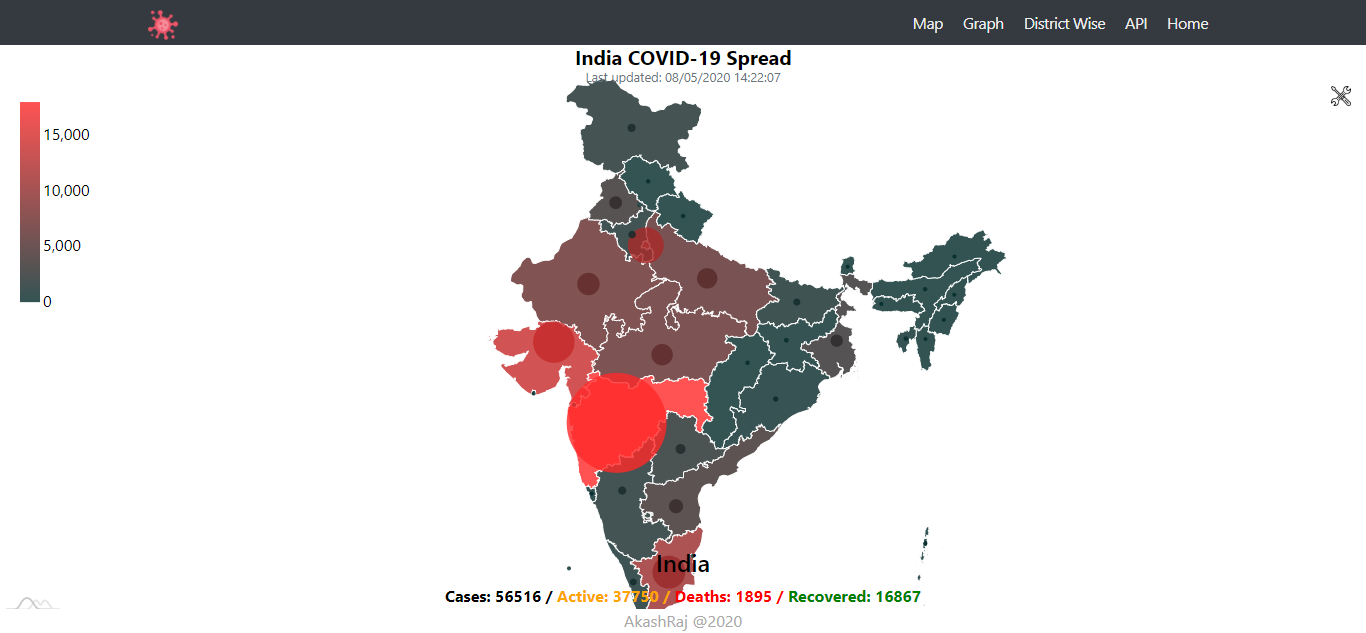 Map Graph District Wise API Home
India COVID-19 Spread
Last updated: 08/05/2020 14:22:07
15,000
10,000
5,000
0
India
Cases: 56516 / Active: 37750 / Deaths: 1895 / Recovered: 16867
AkashRaj @2020